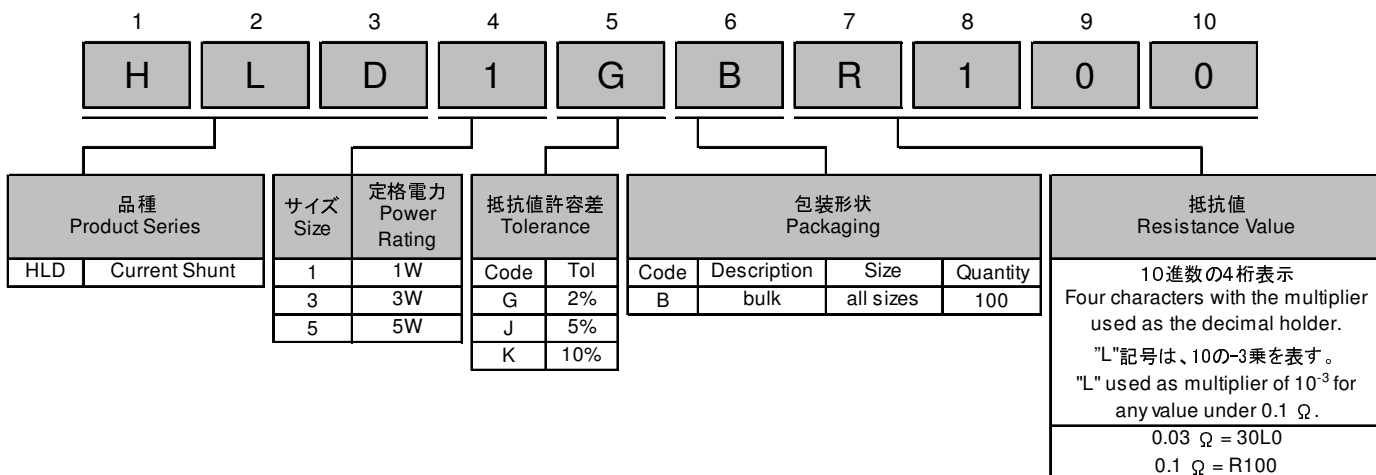 1 2 3 4 5 6 7 8 9 10
H L D 1 G B R 1 0 0
品種
Product Series
HLD Current Shunt
サイズ
Size
定格電力
Power
Rating
1 1W
3 3W
5 5W
抵抗値許容差
Tolerance
Code Tol
G 2%
J 5%
K 10%
包装形状
Packaging
Code Description Size Quantity
B bulk all sizes 100
抵抗値
Resistance Value
10進数の4桁表示
Four characters with the multiplier
used as the decimal holder.
"L"記号は、10の-3乗を表す。
"L" used as multiplier of 10⁻³ for
any value under 0.1 Ω.
0.03 Ω = 30L0
0.1 Ω = R100